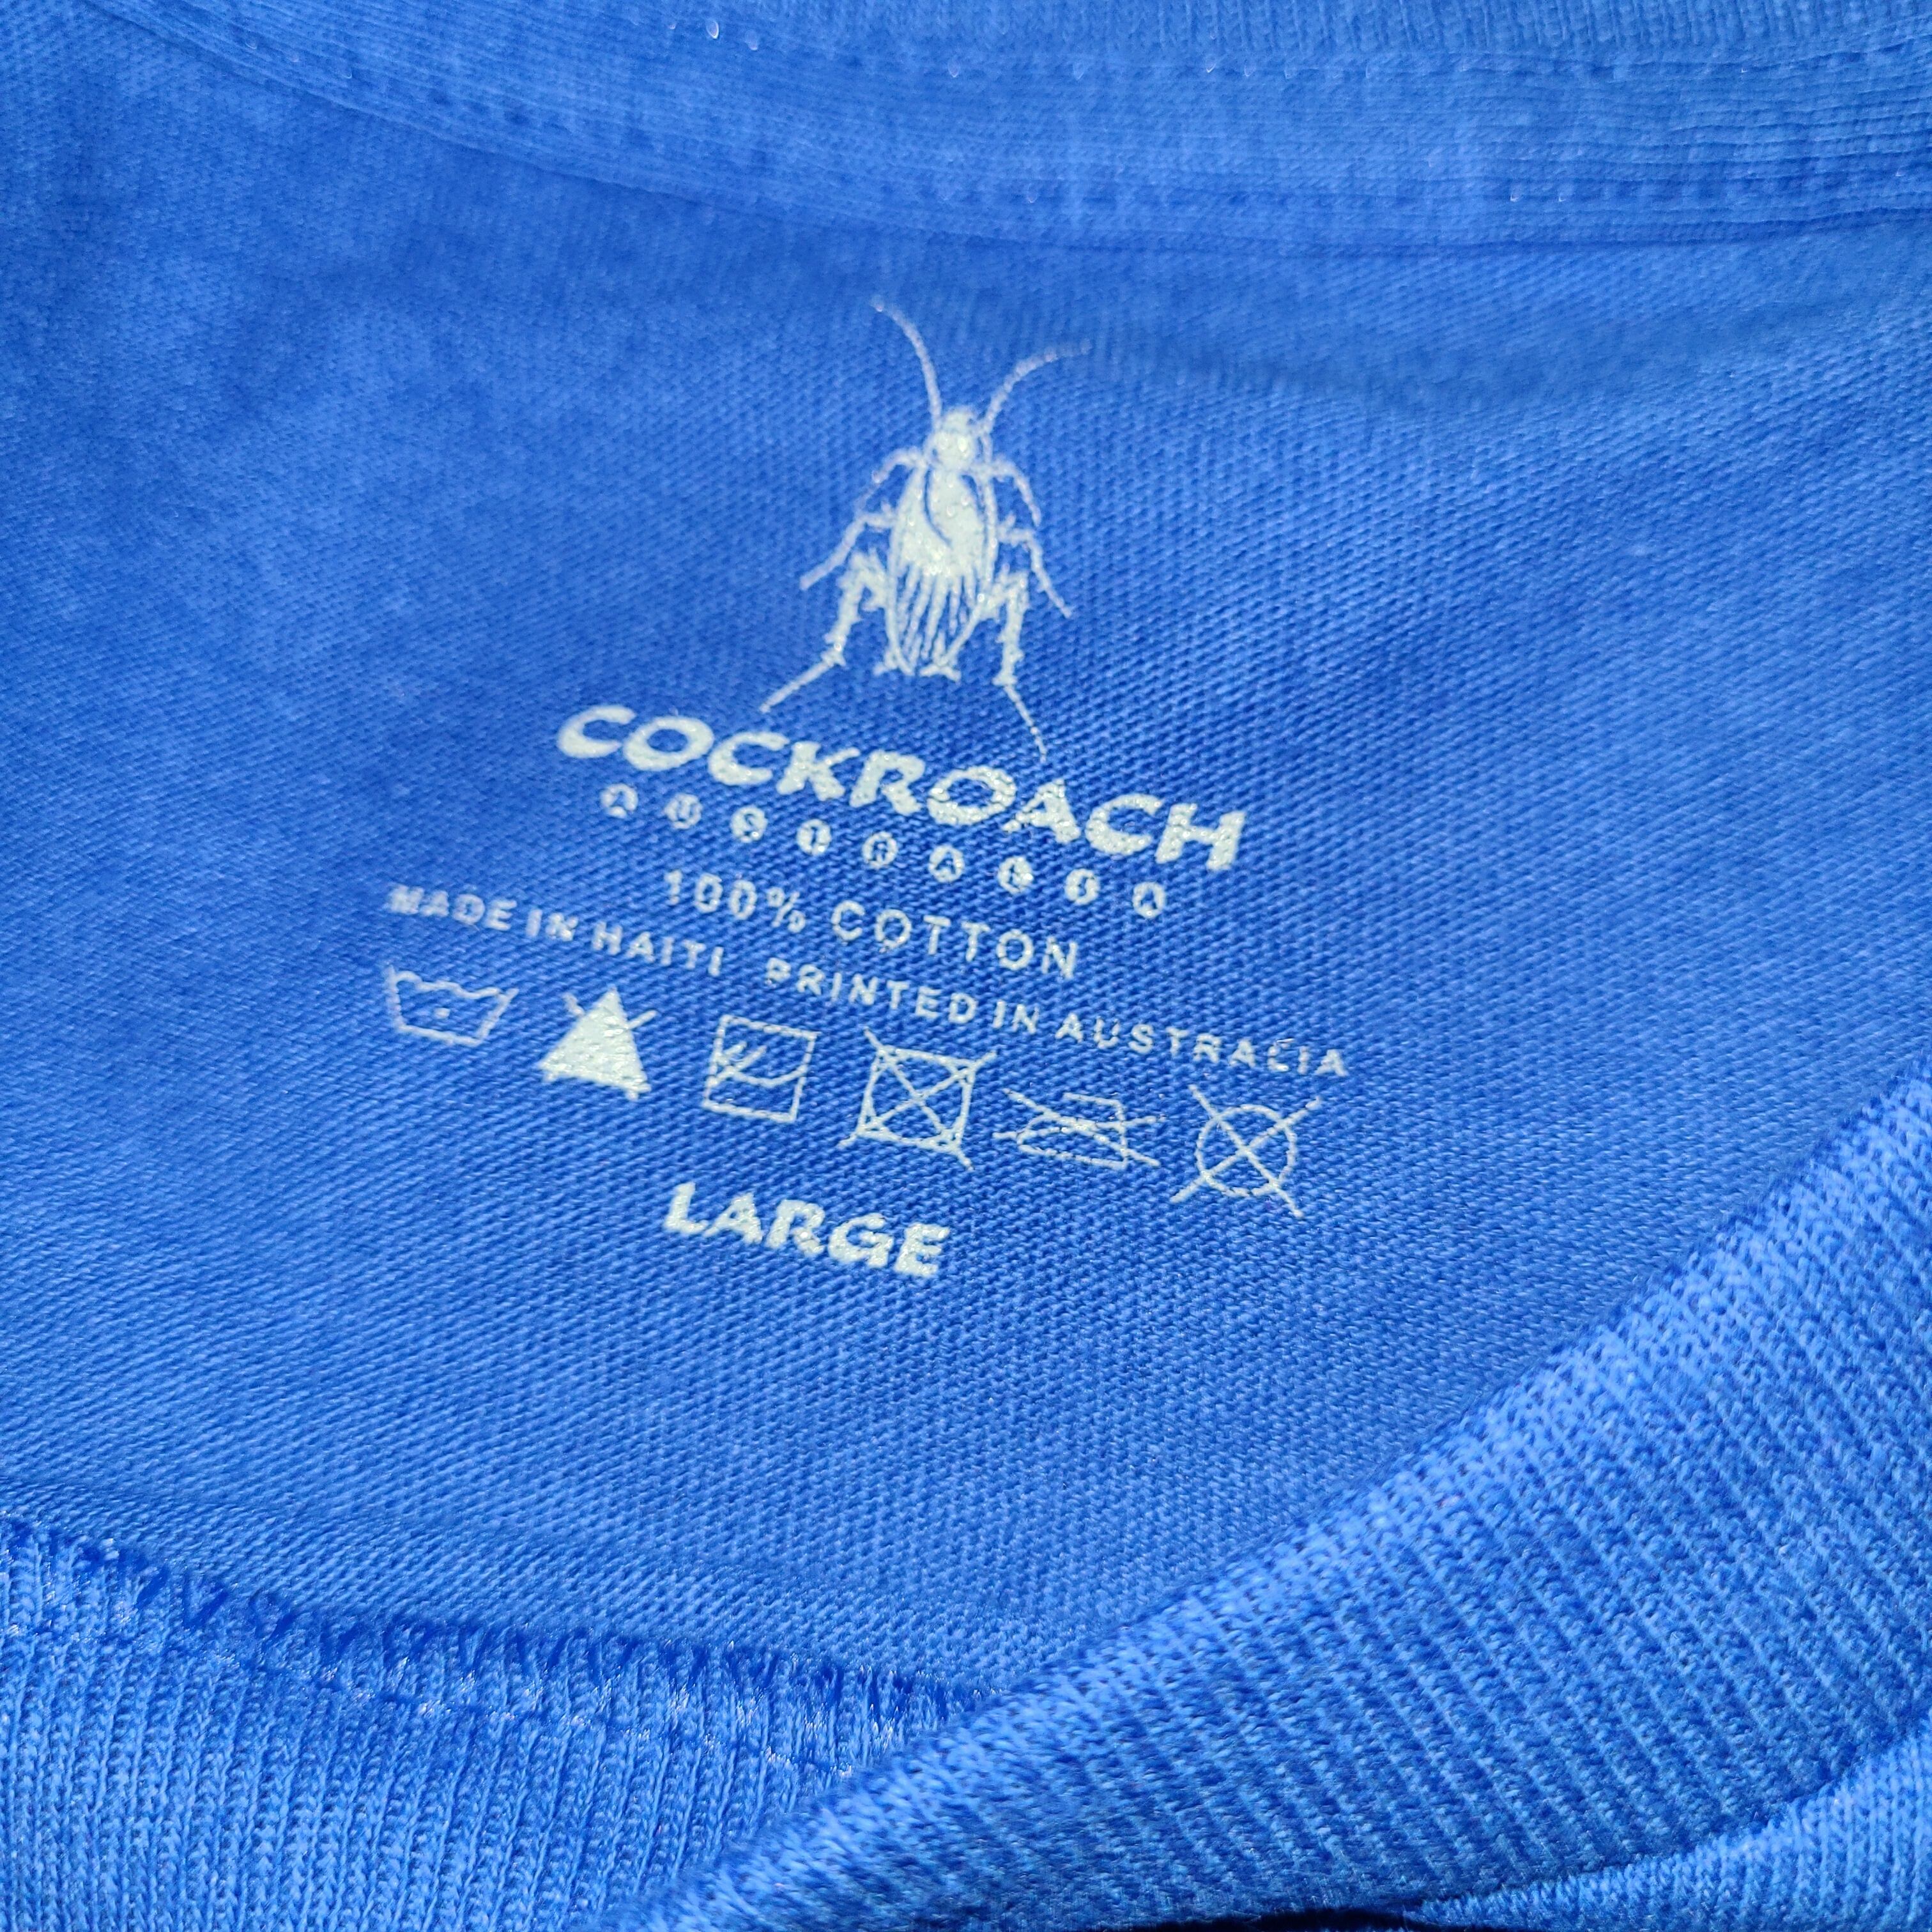 COCKROACH
AUSTRALIA
100% COTTON
MADE IN HAITI PRINTED IN AUSTRALIA
LARGE